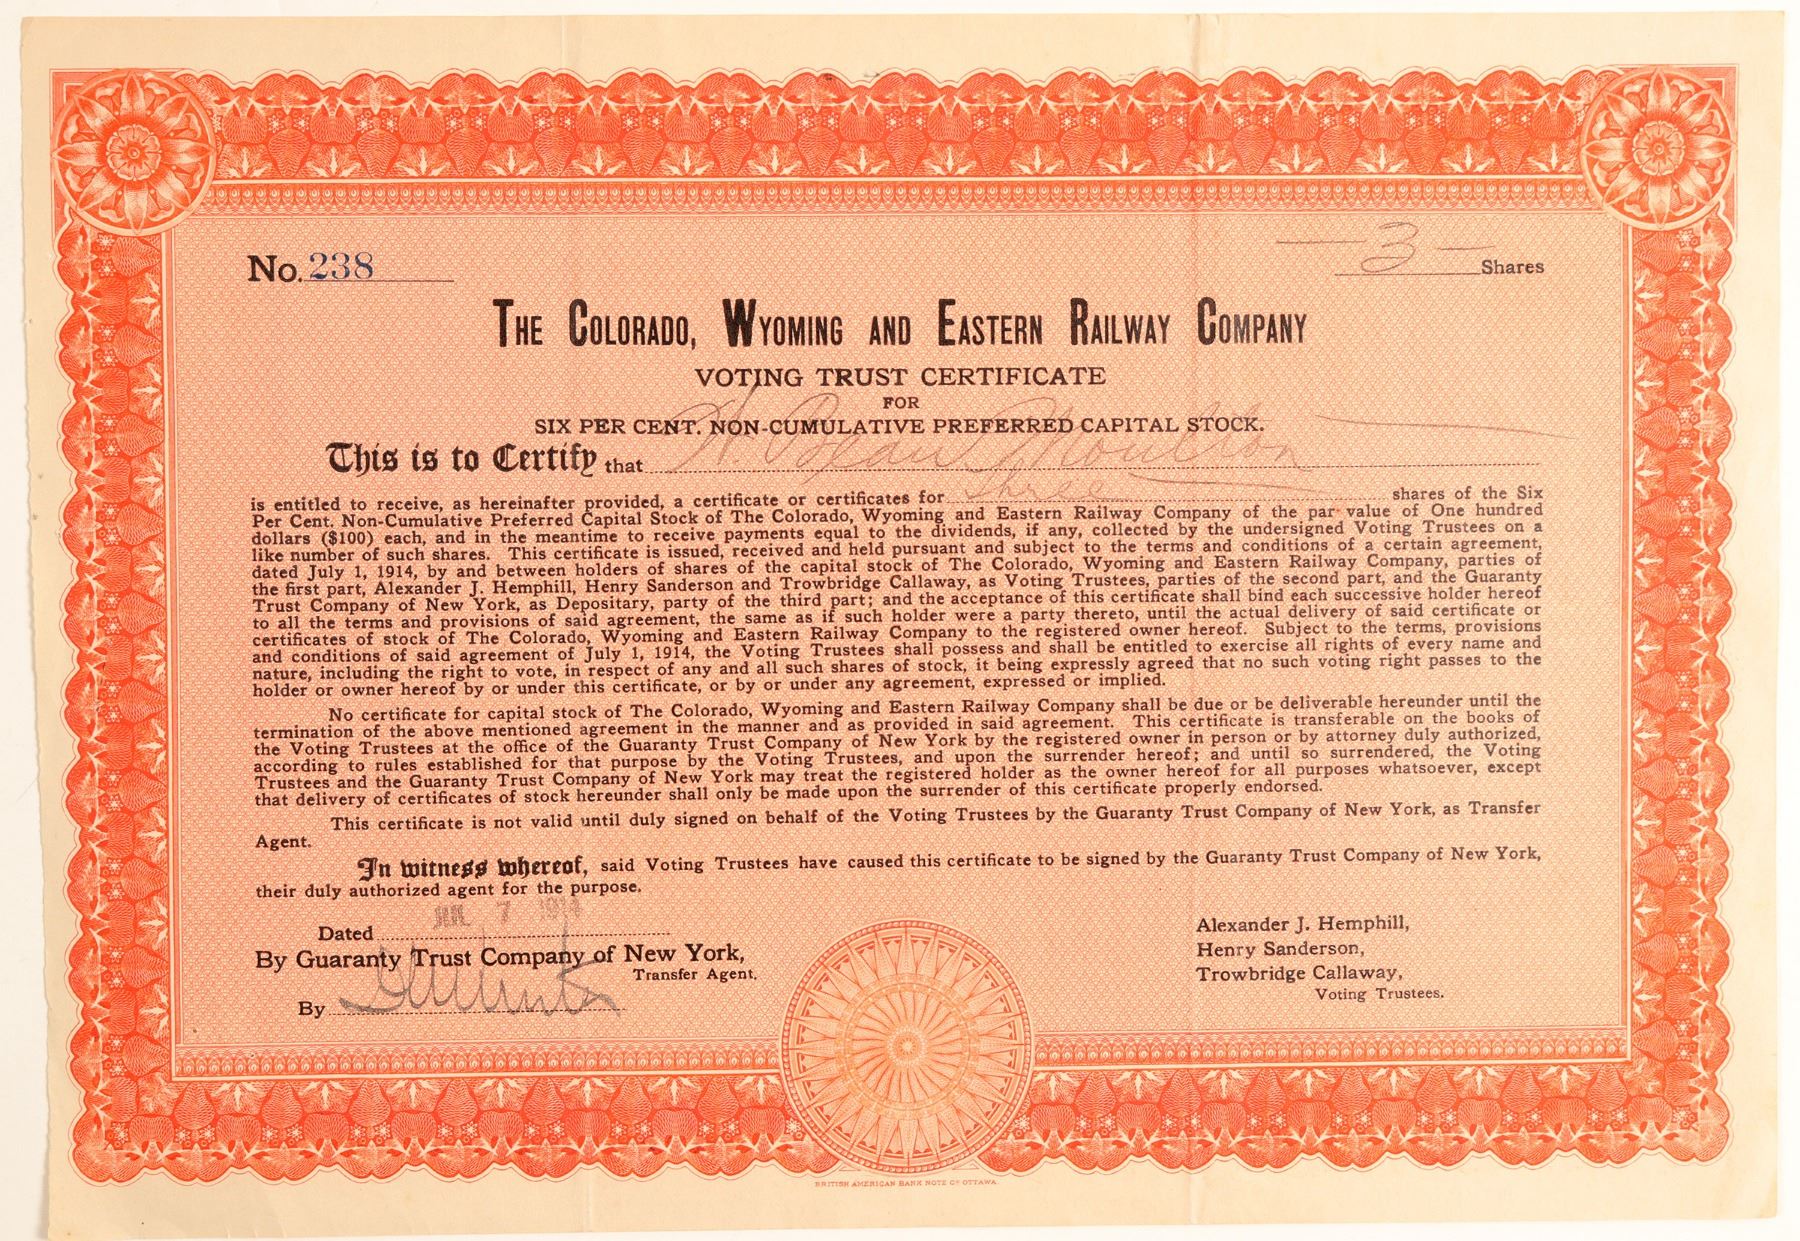 No. 238
— 3 — Shares
THE COLORADO, WYOMING AND EASTERN RAILWAY COMPANY
VOTING TRUST CERTIFICATE
FOR
SIX PER CENT. NON-CUMULATIVE PREFERRED CAPITAL STOCK.
This is to Certify that H. Bean Moulton
is entitled to receive, as hereinafter provided, a certificate or certificates for three shares of the Six
Per Cent. Non-Cumulative Preferred Capital Stock of The Colorado, Wyoming and Eastern Railway Company of the par value of One hundred
dollars ($100) each, and in the meantime to receive payments equal to the dividends, if any, collected by the undersigned Voting Trustees on a
like number of such shares. This certificate is issued, received and held pursuant and subject to the terms and conditions of a certain agreement,
dated July 1, 1914, by and between holders of shares of the capital stock of The Colorado, Wyoming and Eastern Railway Company, parties of
the first part, Alexander J. Hemphill, Henry Sanderson and Trowbridge Callaway, as Voting Trustees, parties of the second part, and the Guaranty
Trust Company of New York, as Depositary, party of the third part; and the acceptance of this certificate shall bind each successive holder hereof
to all the terms and provisions of said agreement, the same as if such holder were a party thereto, until the actual delivery of said certificate or
certificates of stock of The Colorado, Wyoming and Eastern Railway Company to the registered owner hereof. Subject to the terms, provisions
and conditions of said agreement of July 1, 1914, the Voting Trustees shall possess and shall be entitled to exercise all rights of every name and
nature, including the right to vote, in respect of any and all such shares of stock, it being expressly agreed that no such voting right passes to the
holder or owner hereof by or under this certificate, or by or under any agreement, expressed or implied.
No certificate for capital stock of The Colorado, Wyoming and Eastern Railway Company shall be due or be deliverable hereunder until the
termination of the above mentioned agreement in the manner and as provided in said agreement. This certificate is transferable on the books of
the Voting Trustees at the office of the Guaranty Trust Company of New York by the registered owner in person or by attorney duly authorized,
according to rules established for that purpose by the Voting Trustees, and upon the surrender hereof; and until so surrendered, the Voting
Trustees and the Guaranty Trust Company of New York may treat the registered holder as the owner hereof for all purposes whatsoever, except
that delivery of certificates of stock hereunder shall only be made upon the surrender of this certificate properly endorsed.
This certificate is not valid until duly signed on behalf of the Voting Trustees by the Guaranty Trust Company of New York, as Transfer
Agent.
In witness whereof, said Voting Trustees have caused this certificate to be signed by the Guaranty Trust Company of New York,
their duly authorized agent for the purpose.
Dated JUL 7 1914
By Guaranty Trust Company of New York,
Transfer Agent.
By
Alexander J. Hemphill,
Henry Sanderson,
Trowbridge Callaway,
Voting Trustees.
BRITISH AMERICAN BANK NOTE Co OTTAWA.